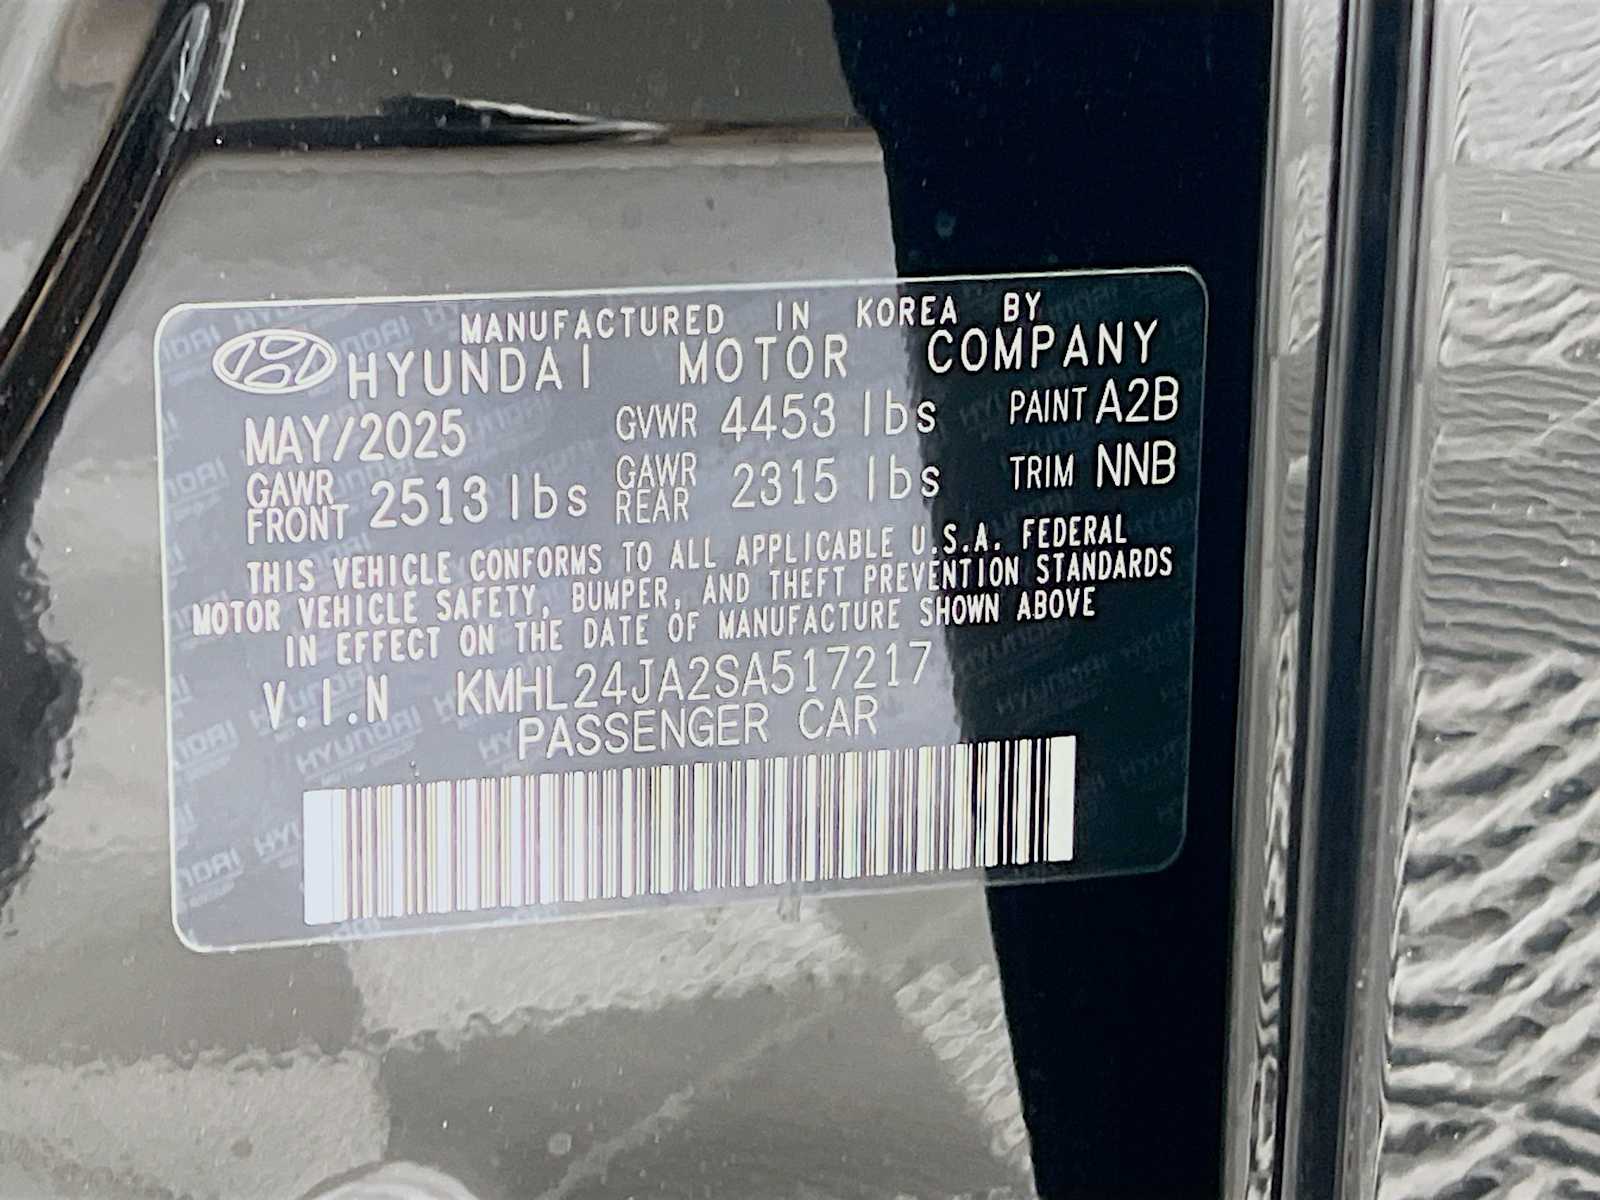 MANUFACTURED IN KOREA BY
HYUNDAI MOTOR COMPANY
MAY/2025 GVWR 4453 lbs PAINT A2B
GAWR FRONT 2513 lbs GAWR REAR 2315 lbs TRIM NNB
THIS VEHICLE CONFORMS TO ALL APPLICABLE U.S.A. FEDERAL
MOTOR VEHICLE SAFETY, BUMPER, AND THEFT PREVENTION STANDARDS
IN EFFECT ON THE DATE OF MANUFACTURE SHOWN ABOVE
V.I.N KMHL24JA2SA517217
PASSENGER CAR